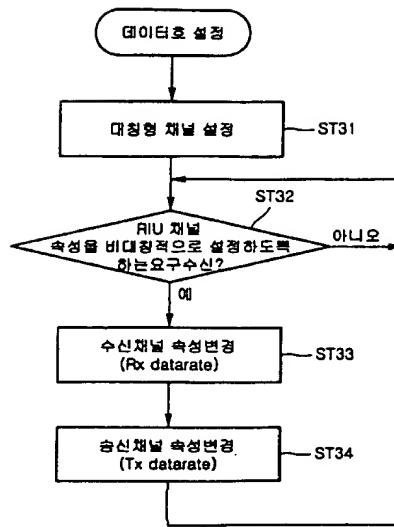 데이터호 설정
대칭형 채널 설정
ST31
ST32
RIU 채널
속성을 비대칭적으로 설정하도록
하는요구수신?
아니오
예
수신채널 속성변경
(Rx datarate)
ST33
송신채널 속성변경
(Tx datarate)
ST34